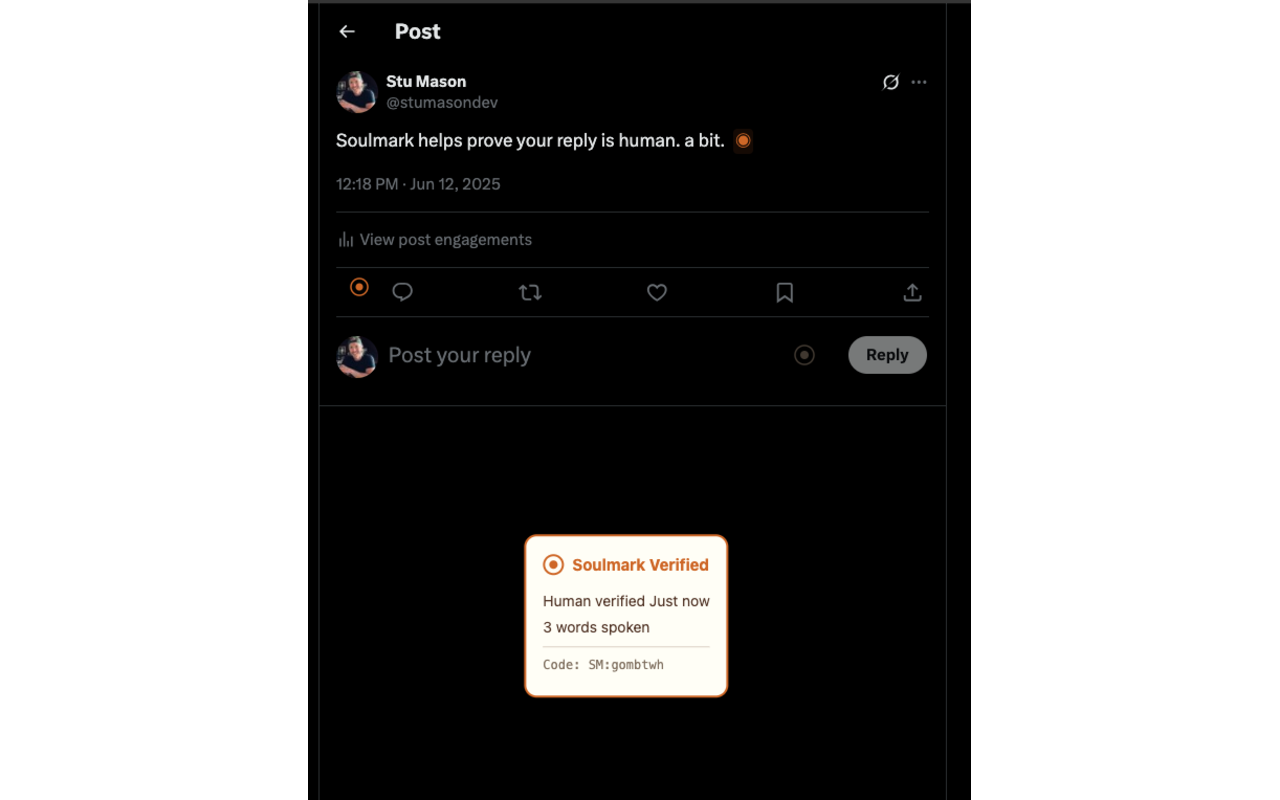 Post
Stu Mason
@stumasondev
Soulmark helps prove your reply is human. a bit.
12:18 PM · Jun 12, 2025
View post engagements
Post your reply
Reply
Soulmark Verified
Human verified Just now
3 words spoken
Code: SM:gombtwh